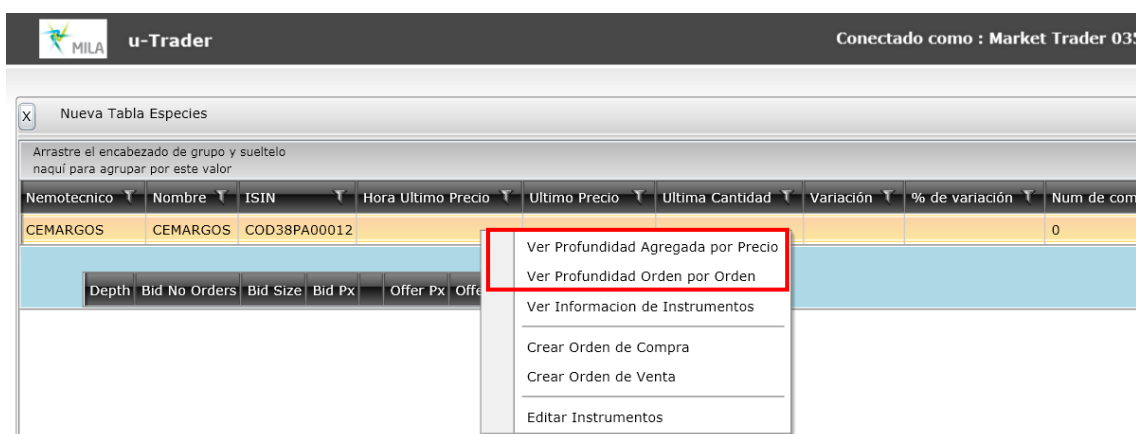 MILA u-Trader Conectado como : Market Trader 035
X Nueva Tabla Especies
Arrastre el encabezado de grupo y sueltelo
naquí para agrupar por este valor
Nemotecnico Nombre ISIN Hora Ultimo Precio Ultimo Precio Ultima Cantidad Variación % de variación Num de com
CEMARGOS CEMARGOS COD38PA00012 0
Ver Profundidad Agregada por Precio
Ver Profundidad Orden por Orden
Depth Bid No Orders Bid Size Bid Px Offer Px Offe
Ver Informacion de Instrumentos
Crear Orden de Compra
Crear Orden de Venta
Editar Instrumentos